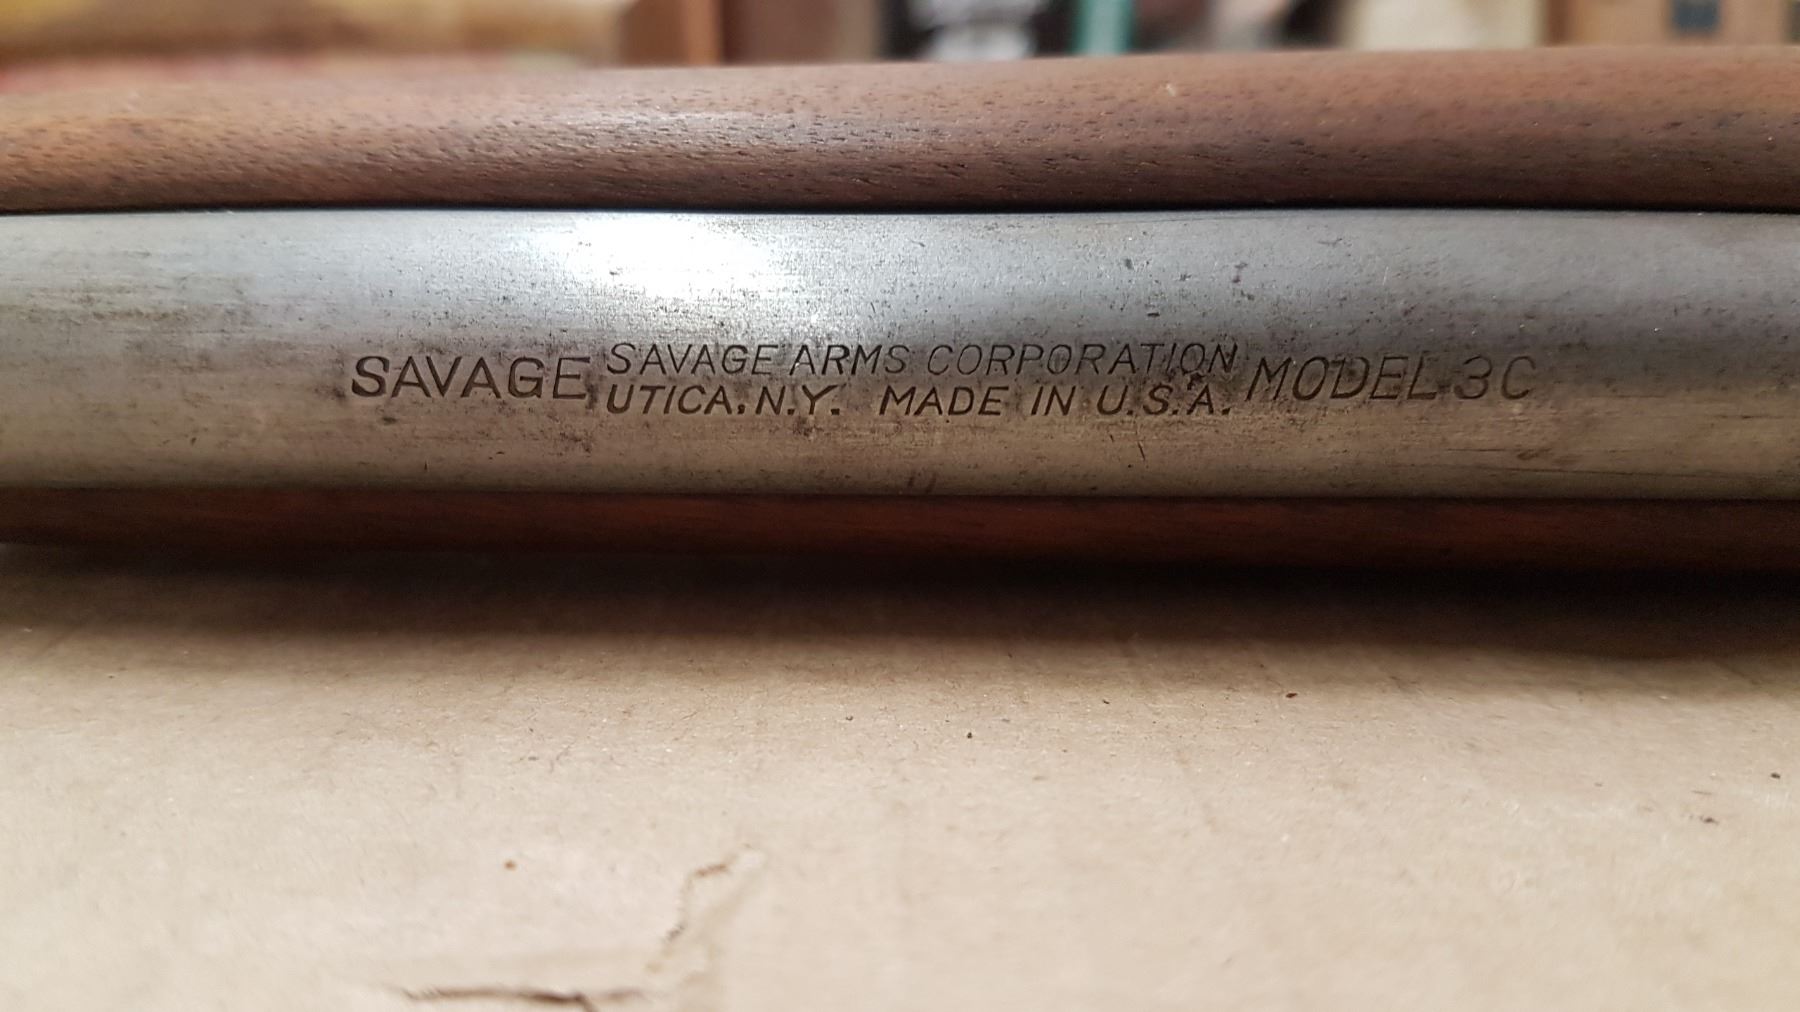 SAVAGE SAVAGE ARMS CORPORATION MODEL 3C
UTICA, N.Y. MADE IN U.S.A.